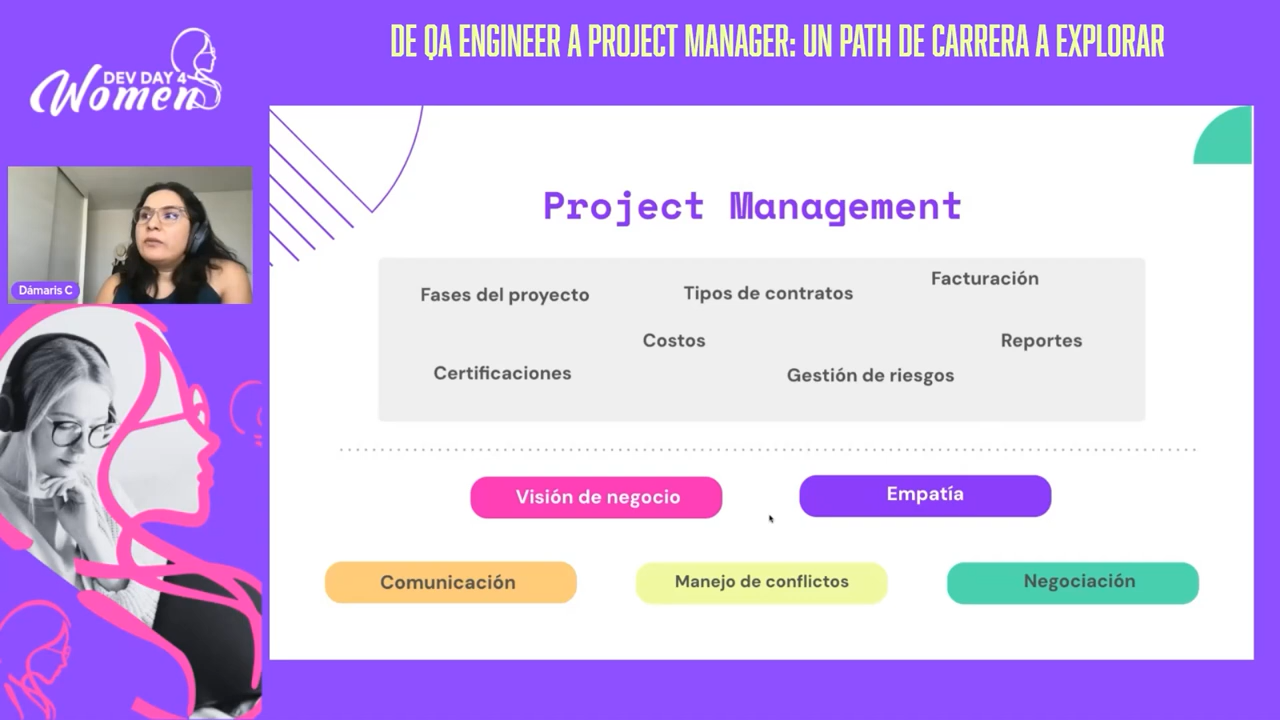 DE QA ENGINEER A PROJECT MANAGER: UN PATH DE CARRERA A EXPLORAR
DEV DAY 4
Women
Dámaris C
Project Management
Fases del proyecto
Tipos de contratos
Facturación
Costos
Reportes
Certificaciones
Gestión de riesgos
Visión de negocio
Empatía
Comunicación
Manejo de conflictos
Negociación